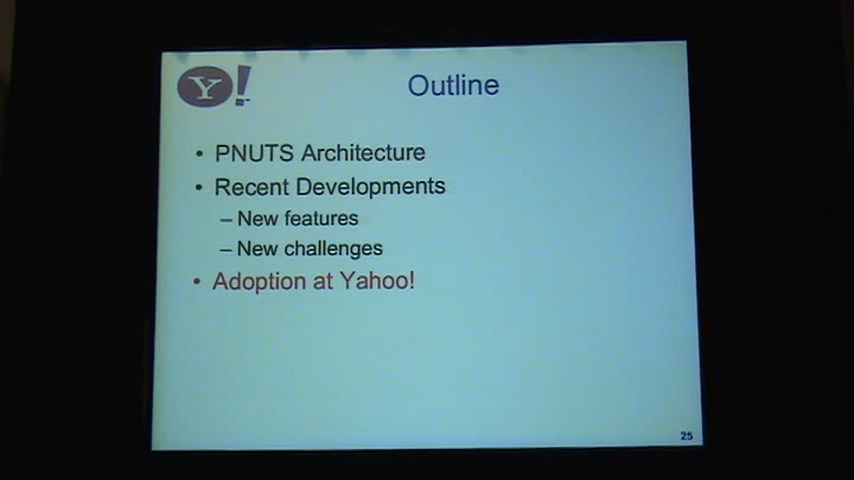 Y!
Outline
• PNUTS Architecture
• Recent Developments
– New features
– New challenges
• Adoption at Yahoo!
25